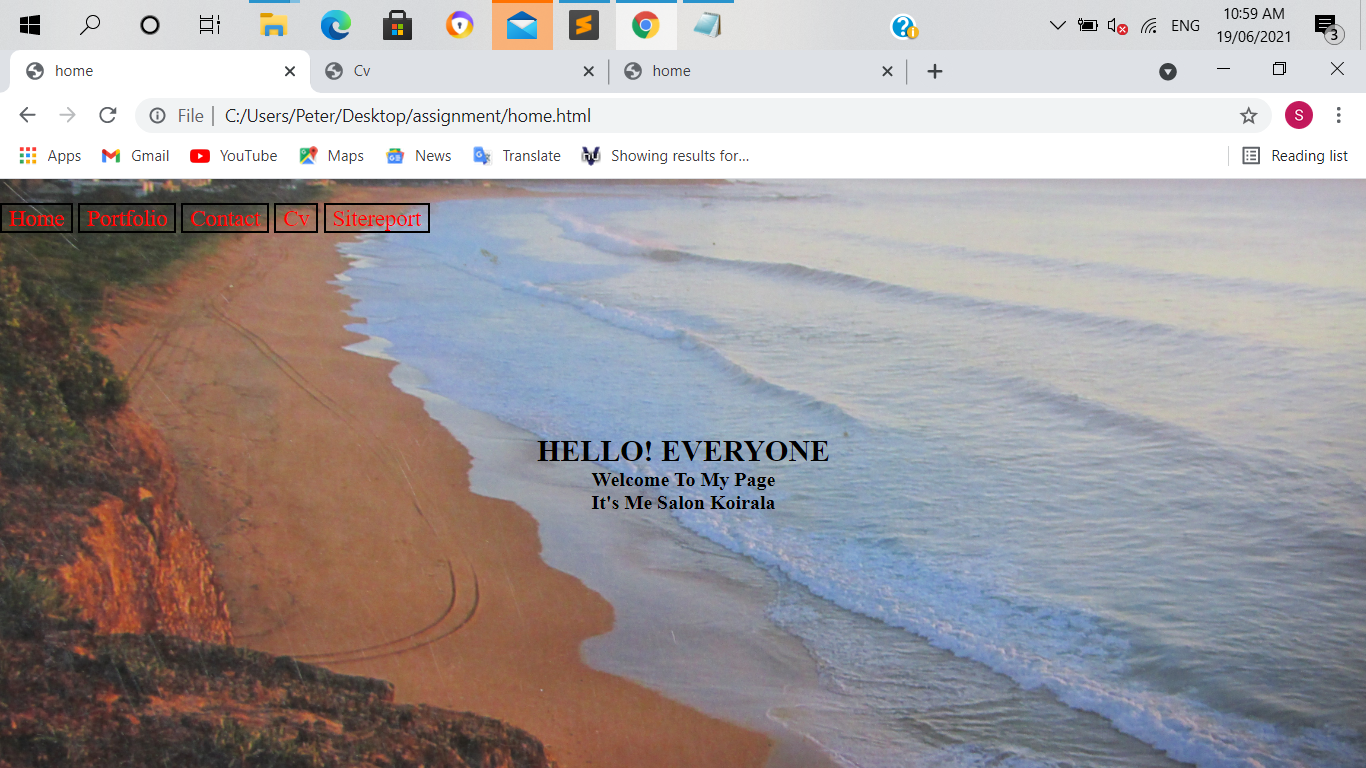 ENG
10:59 AM
19/06/2021
3
home
Cv
home
File
C:/Users/Peter/Desktop/assignment/home.html
S
Apps
Gmail
YouTube
Maps
News
Translate
Showing results for...
Reading list
Home
Portfolio
Contact
Cv
Sitereport
HELLO! EVERYONE
Welcome To My Page
It's Me Salon Koirala